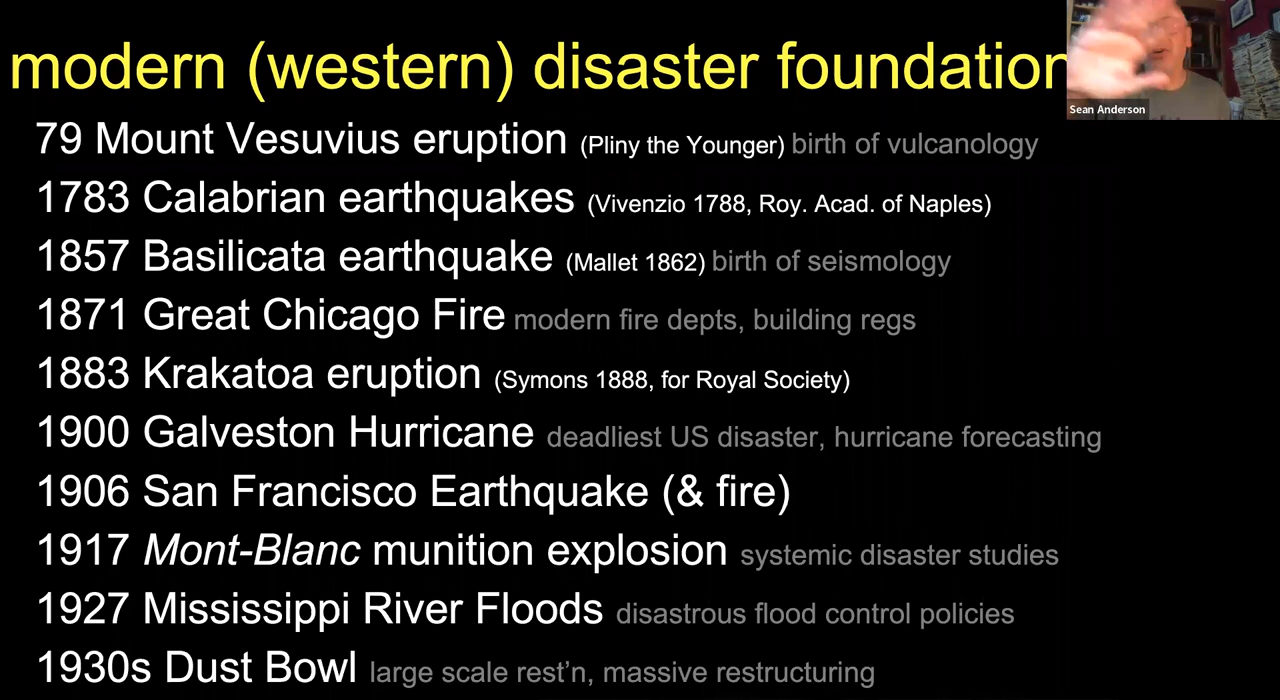 modern (western) disaster foundation
Sean Anderson
79 Mount Vesuvius eruption (Pliny the Younger) birth of vulcanology
1783 Calabrian earthquakes (Vivenzio 1788, Roy. Acad. of Naples)
1857 Basilicata earthquake (Mallet 1862) birth of seismology
1871 Great Chicago Fire modern fire depts, building regs
1883 Krakatoa eruption (Symons 1888, for Royal Society)
1900 Galveston Hurricane deadliest US disaster, hurricane forecasting
1906 San Francisco Earthquake (& fire)
1917 Mont-Blanc munition explosion systemic disaster studies
1927 Mississippi River Floods disastrous flood control policies
1930s Dust Bowl large scale rest’n, massive restructuring